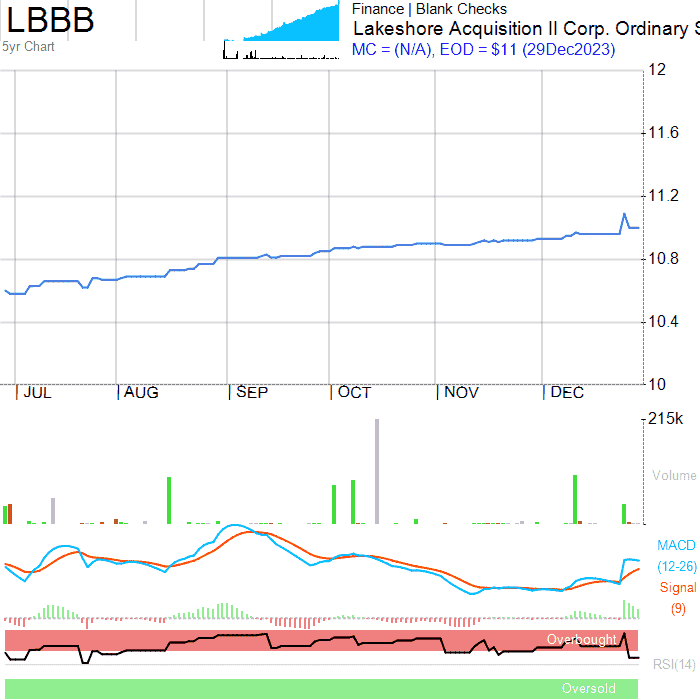 LBBB
5yr Chart
Finance | Blank Checks
Lakeshore Acquisition II Corp. Ordinary S
MC = (N/A), EOD = $11 (29Dec2023)
12
11.6
11.2
10.8
10.4
10
JUL AUG SEP OCT NOV DEC
215k
Volume
MACD
(12-26)
Signal
(9)
Overbought
RSI(14)
Oversold